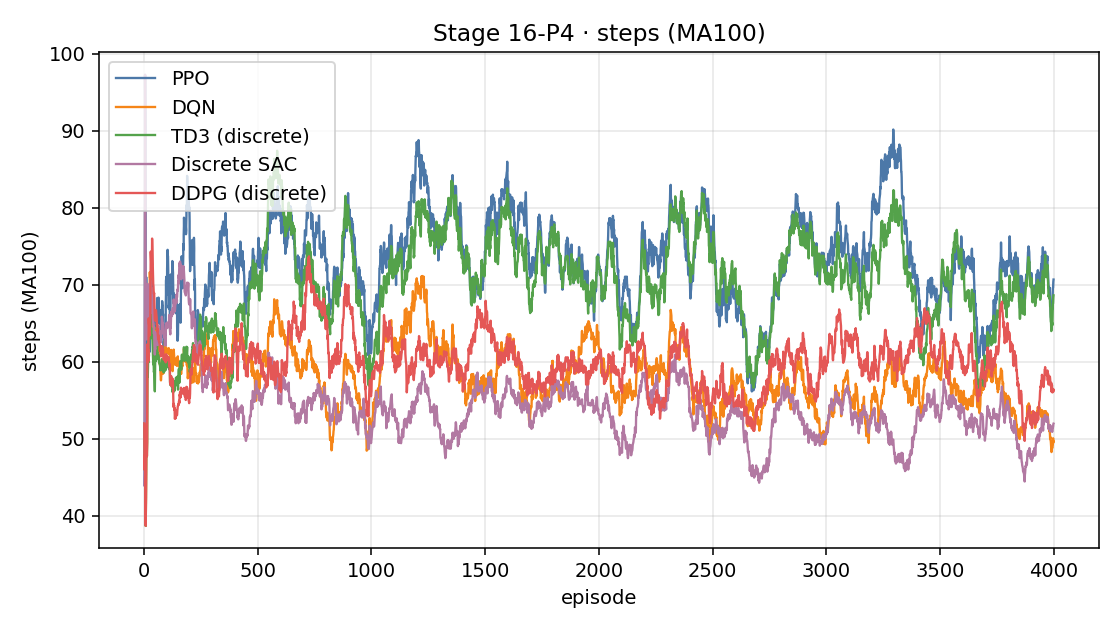 Stage 16-P4 · steps (MA100)
steps (MA100)
100
90
80
70
60
50
40
PPO
DQN
TD3 (discrete)
Discrete SAC
DDPG (discrete)
0 500 1000 1500 2000 2500 3000 3500 4000
episode